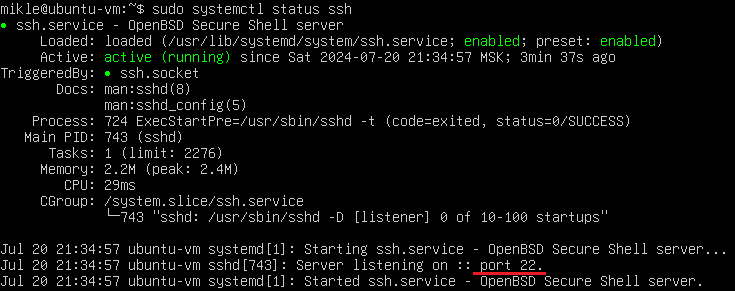 mikle@ubuntu-vm:~$ sudo systemctl status ssh
● ssh.service - OpenBSD Secure Shell server
Loaded: loaded (/usr/lib/systemd/system/ssh.service; enabled; preset: enabled)
Active: active (running) since Sat 2024-07-20 21:34:57 MSK; 3min 37s ago
TriggeredBy: ● ssh.socket
Docs: man:sshd(8)
man:sshd_config(5)
Process: 724 ExecStartPre=/usr/sbin/sshd -t (code=exited, status=0/SUCCESS)
Main PID: 743 (sshd)
Tasks: 1 (limit: 2276)
Memory: 2.2M (peak: 2.4M)
CPU: 29ms
CGroup: /system.slice/ssh.service
└─743 "sshd: /usr/sbin/sshd -D [listener] 0 of 10-100 startups"
Jul 20 21:34:57 ubuntu-vm systemd[1]: Starting ssh.service - OpenBSD Secure Shell server...
Jul 20 21:34:57 ubuntu-vm sshd[743]: Server listening on :: port 22.
Jul 20 21:34:57 ubuntu-vm systemd[1]: Started ssh.service - OpenBSD Secure Shell server.